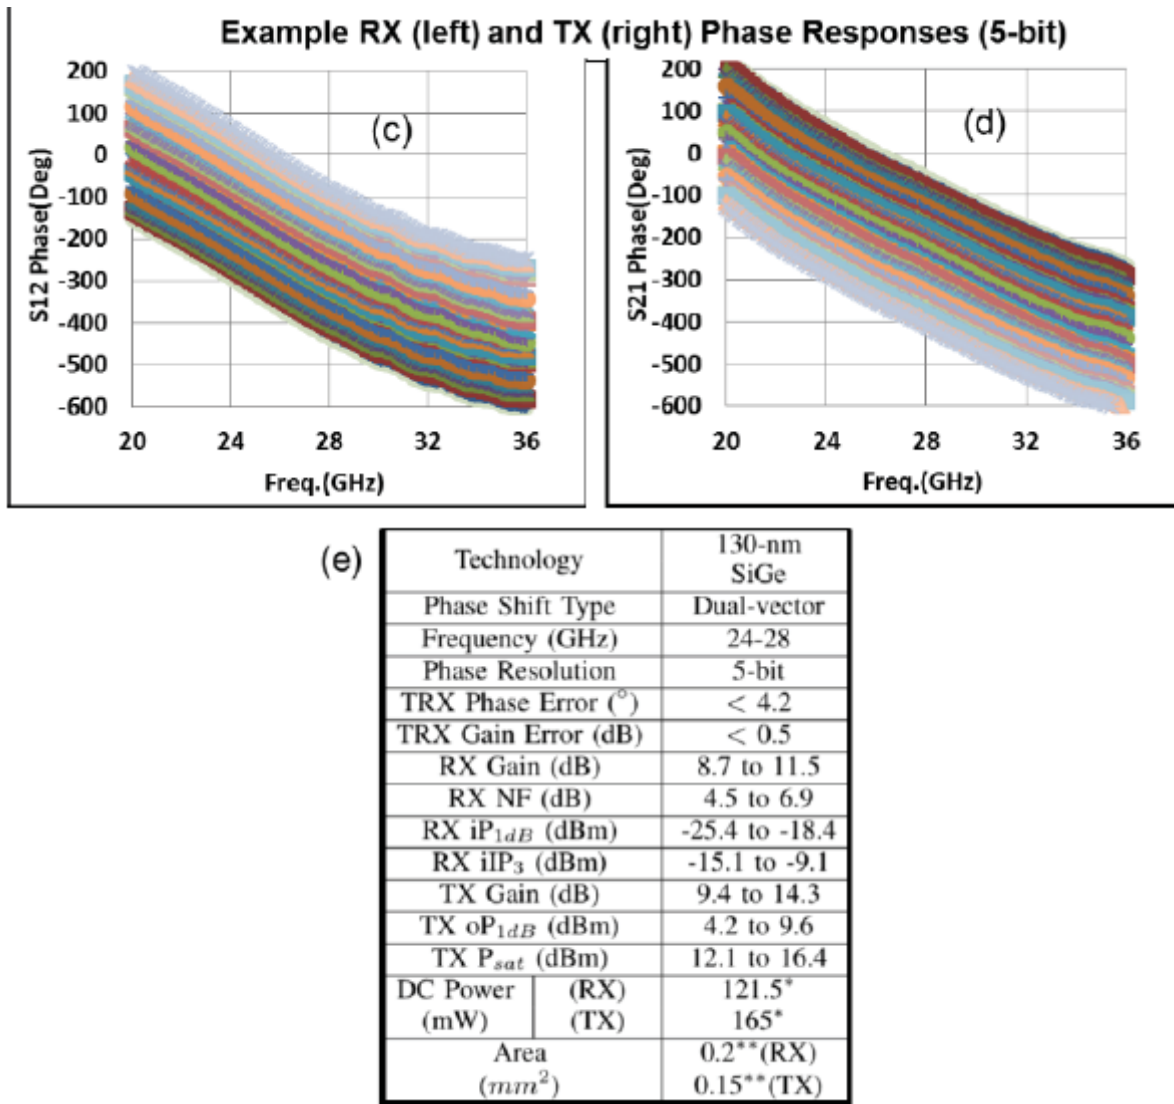 Example RX (left) and TX (right) Phase Responses (5-bit)
(c)
S12 Phase(Deg)
200
100
0
-100
-200
-300
-400
-500
-600
20 24 28 32 36
Freq.(GHz)
(d)
S21 Phase(Deg)
200
100
0
-100
-200
-300
-400
-500
-600
20 24 28 32 36
Freq.(GHz)
(e)
Technology 130-nm SiGe
Phase Shift Type Dual-vector
Frequency (GHz) 24-28
Phase Resolution 5-bit
TRX Phase Error (°) < 4.2
TRX Gain Error (dB) < 0.5
RX Gain (dB) 8.7 to 11.5
RX NF (dB) 4.5 to 6.9
RX iP1dB (dBm) -25.4 to -18.4
RX iIP3 (dBm) -15.1 to -9.1
TX Gain (dB) 9.4 to 14.3
TX oP1dB (dBm) 4.2 to 9.6
TX Psat (dBm) 12.1 to 16.4
DC Power (RX) 121.5*
(mW) (TX) 165*
Area 0.2**(RX)
(mm²) 0.15**(TX)